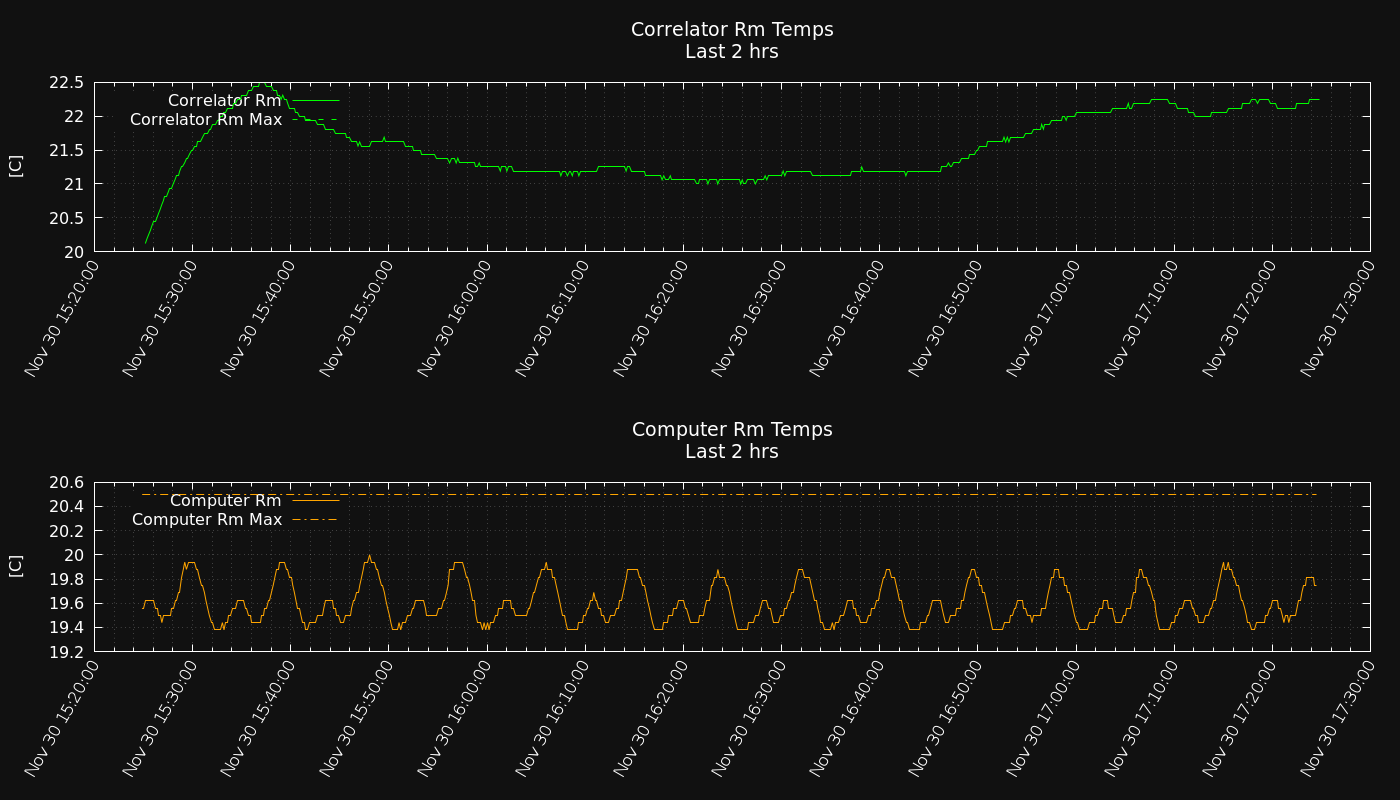 Correlator Rm Temps
Last 2 hrs
[C]
22.5
22
21.5
21
20.5
20
Correlator Rm
Correlator Rm Max
Nov 30 15:20:00
Nov 30 15:30:00
Nov 30 15:40:00
Nov 30 15:50:00
Nov 30 16:00:00
Nov 30 16:10:00
Nov 30 16:20:00
Nov 30 16:30:00
Nov 30 16:40:00
Nov 30 16:50:00
Nov 30 17:00:00
Nov 30 17:10:00
Nov 30 17:20:00
Nov 30 17:30:00
Computer Rm Temps
Last 2 hrs
[C]
20.6
20.4
20.2
20
19.8
19.6
19.4
19.2
Computer Rm
Computer Rm Max
Nov 30 15:20:00
Nov 30 15:30:00
Nov 30 15:40:00
Nov 30 15:50:00
Nov 30 16:00:00
Nov 30 16:10:00
Nov 30 16:20:00
Nov 30 16:30:00
Nov 30 16:40:00
Nov 30 16:50:00
Nov 30 17:00:00
Nov 30 17:10:00
Nov 30 17:20:00
Nov 30 17:30:00